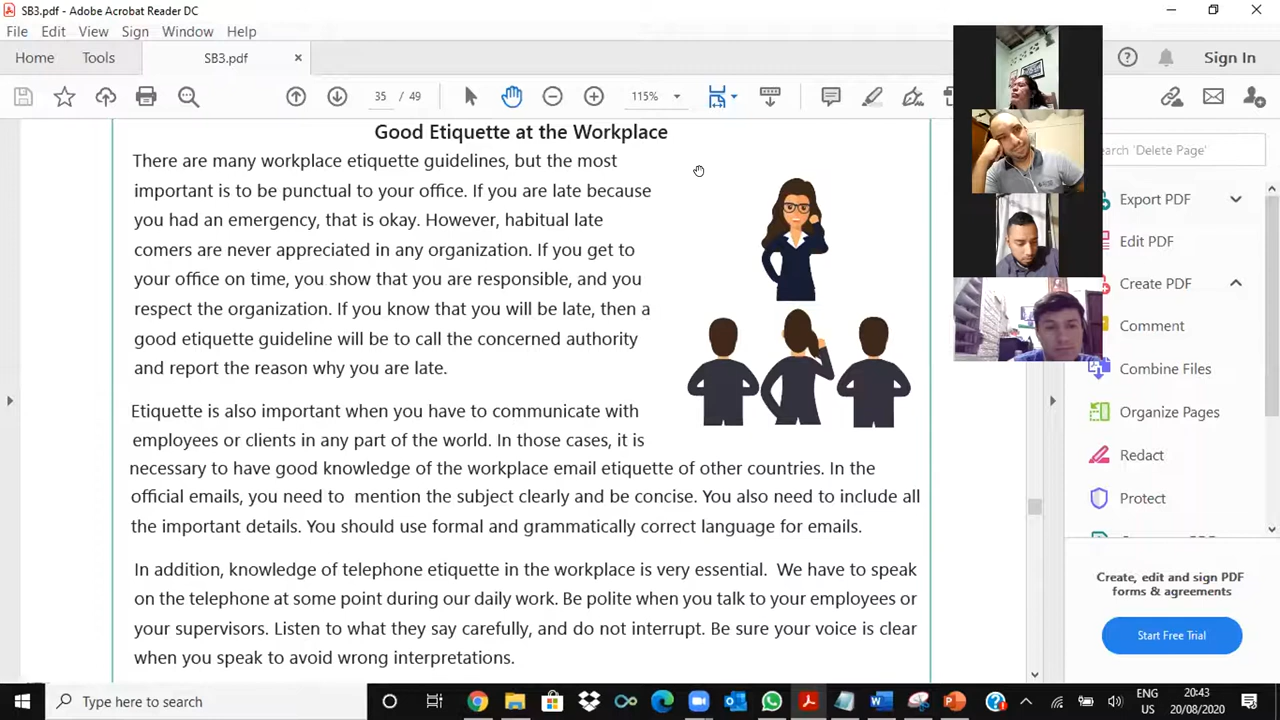 SB3.pdf - Adobe Acrobat Reader DC
File Edit View Sign Window Help
Home Tools SB3.pdf × Sign In
35 / 49 115%
Good Etiquette at the Workplace
There are many workplace etiquette guidelines, but the most
important is to be punctual to your office. If you are late because
you had an emergency, that is okay. However, habitual late
comers are never appreciated in any organization. If you get to
your office on time, you show that you are responsible, and you
respect the organization. If you know that you will be late, then a
good etiquette guideline will be to call the concerned authority
and report the reason why you are late.
Etiquette is also important when you have to communicate with
employees or clients in any part of the world. In those cases, it is
necessary to have good knowledge of the workplace email etiquette of other countries. In the
official emails, you need to mention the subject clearly and be concise. You also need to include all
the important details. You should use formal and grammatically correct language for emails.
In addition, knowledge of telephone etiquette in the workplace is very essential. We have to speak
on the telephone at some point during our daily work. Be polite when you talk to your employees or
your supervisors. Listen to what they say carefully, and do not interrupt. Be sure your voice is clear
when you speak to avoid wrong interpretations.
earch 'Delete Page'
Export PDF
Edit PDF
Create PDF
Comment
Combine Files
Organize Pages
Redact
Protect
Create, edit and sign PDF
forms & agreements
Start Free Trial
Type here to search
ENG
US
20:43
20/08/2020